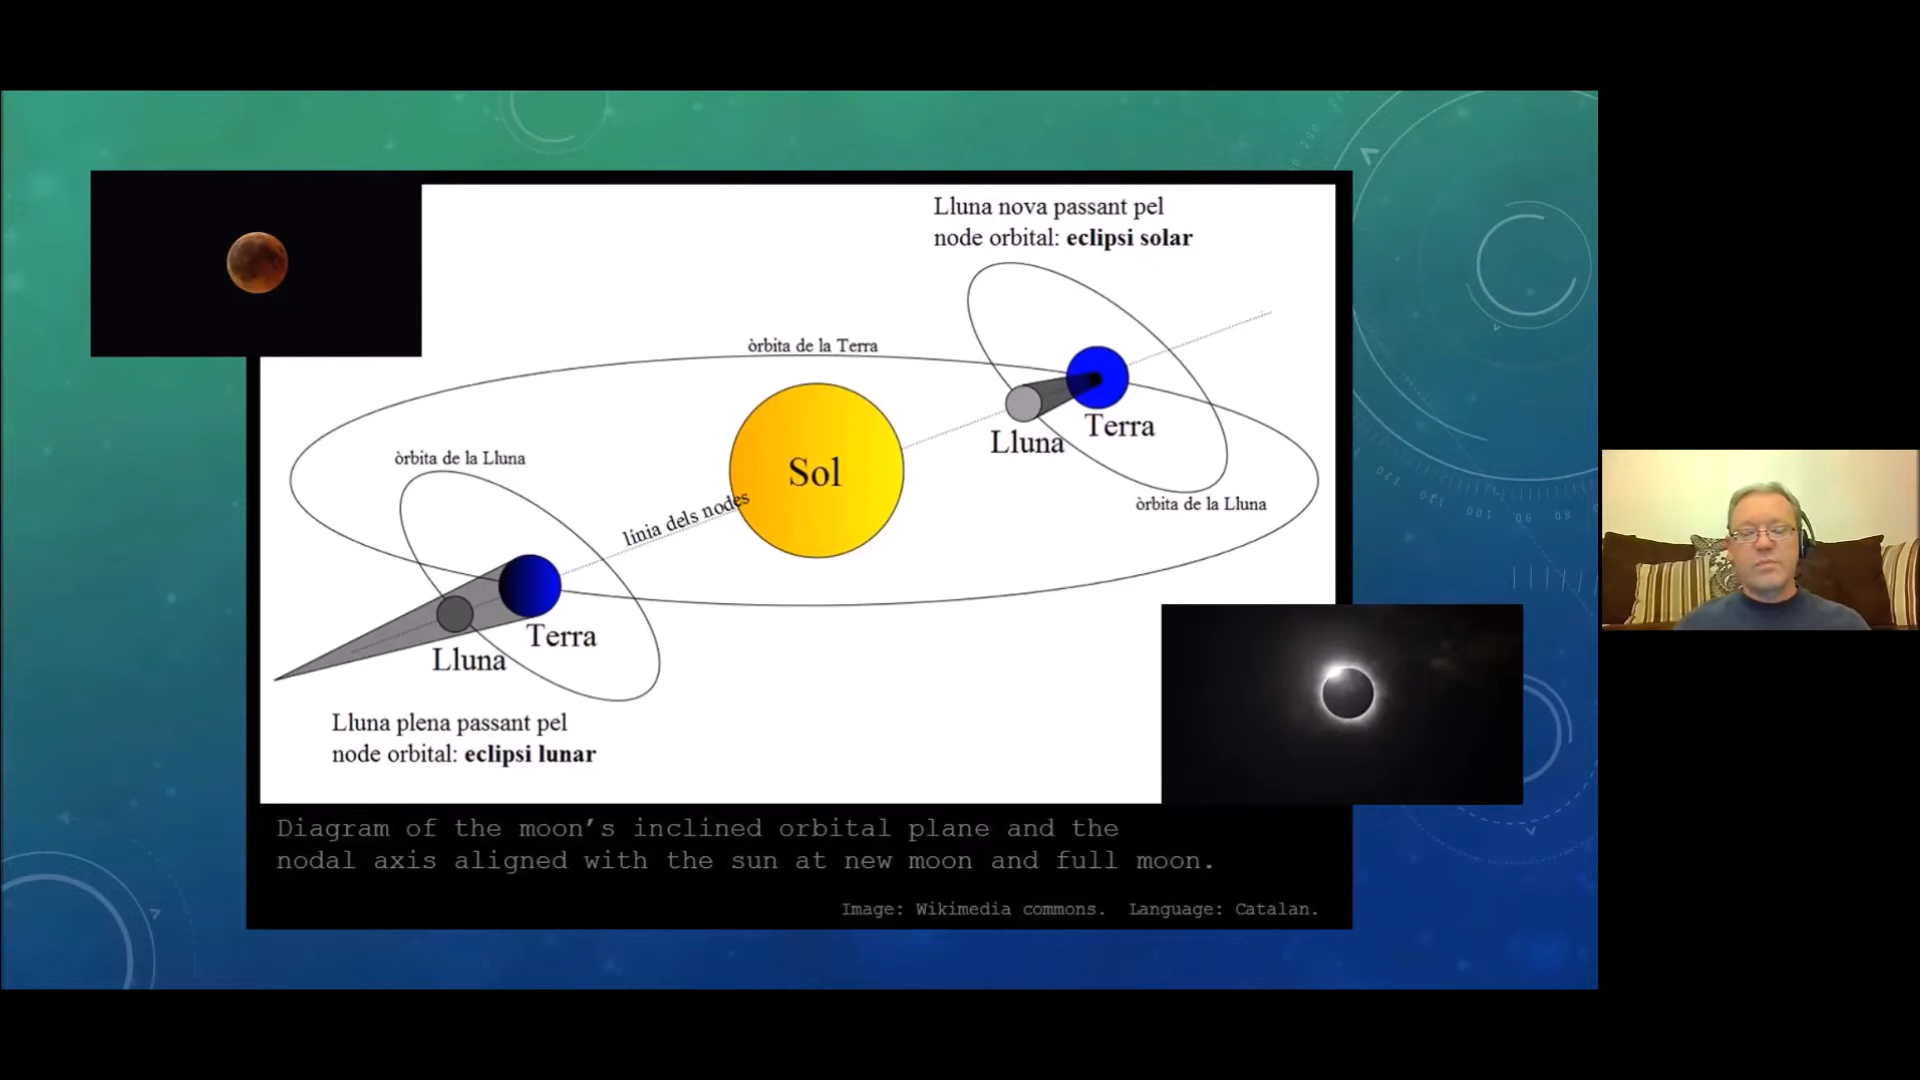 Lluna nova passant pel
node orbital: eclipsi solar
òrbita de la Terra
Lluna
Terra
òrbita de la Lluna
Sol
línia dels nodes
òrbita de la Lluna
Terra
Lluna
Lluna plena passant pel
node orbital: eclipsi lunar
Diagram of the moon’s inclined orbital plane and the
nodal axis aligned with the sun at new moon and full moon.
Image: Wikimedia commons. Language: Catalan.